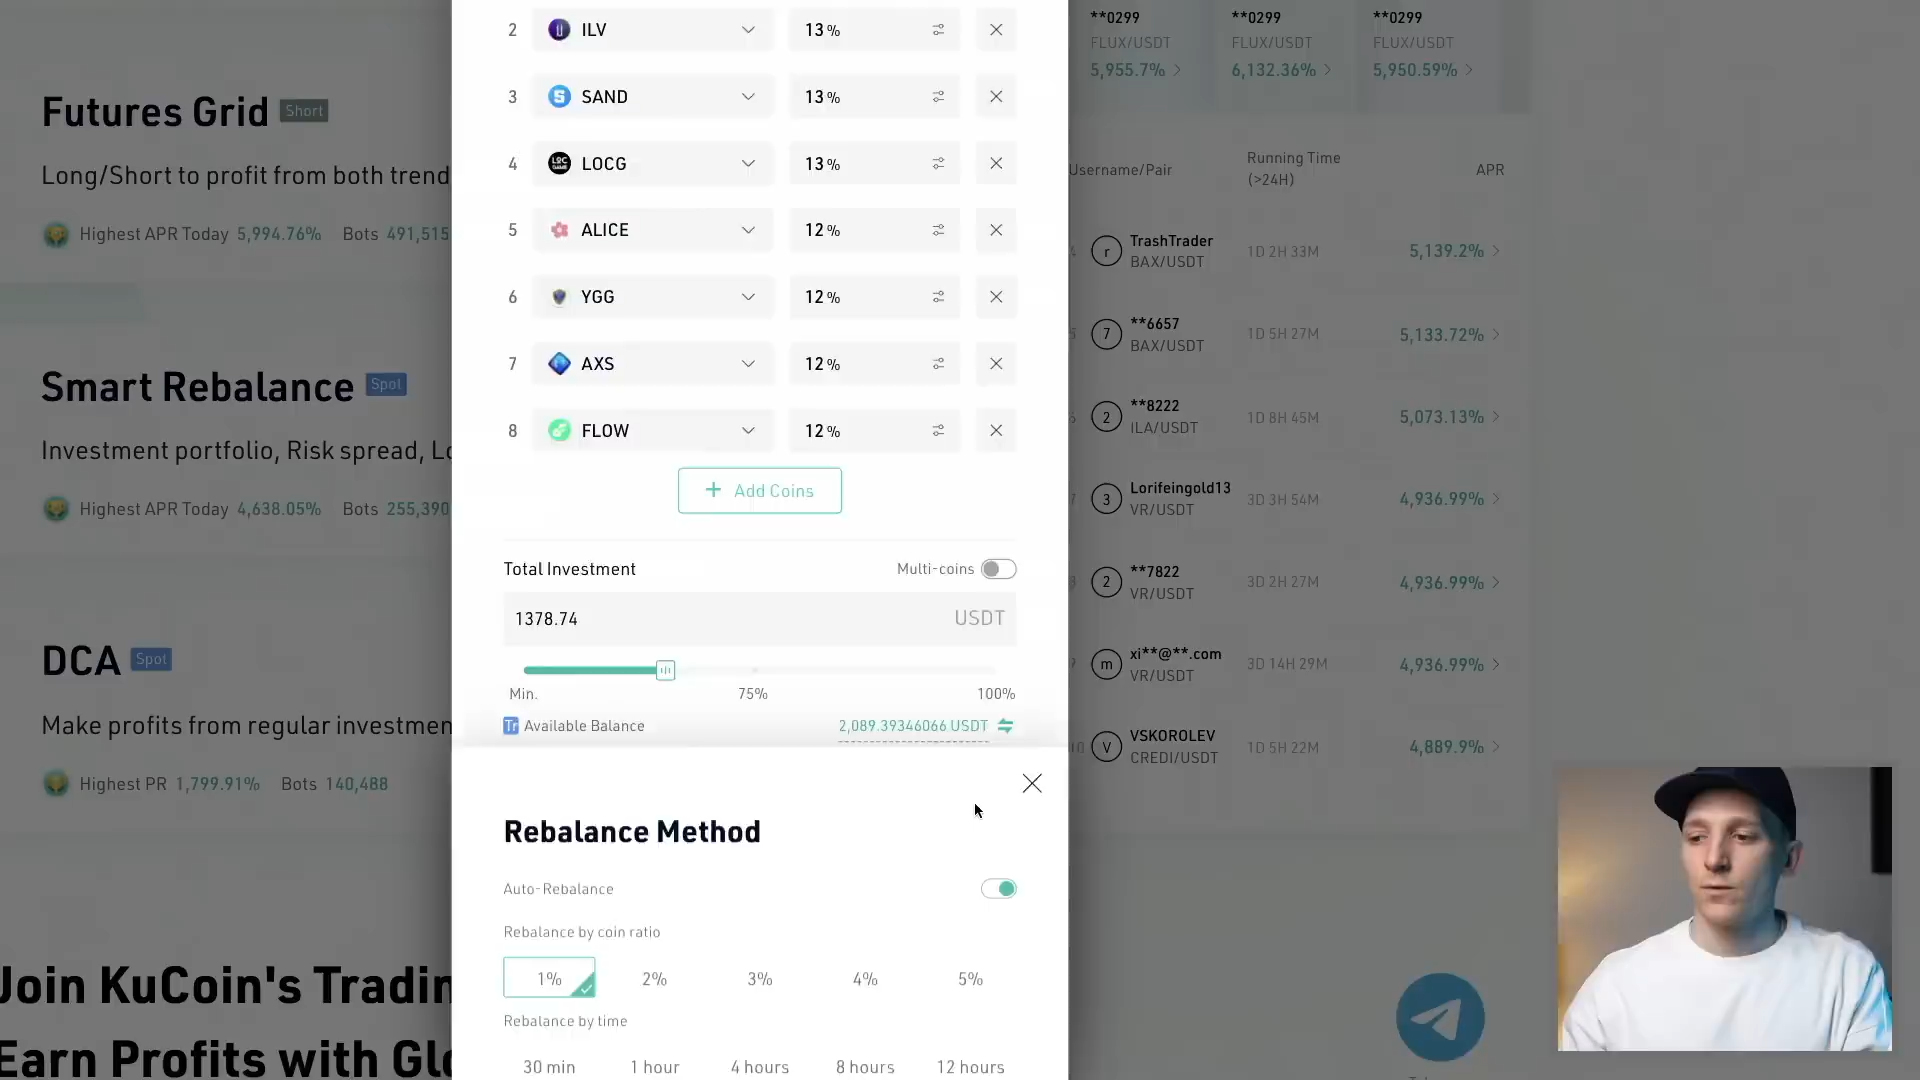 Futures Grid Short
Long/Short to profit from both trend
Highest APR Today 5,994.76% Bots 491,515
Smart Rebalance Spot
Investment portfolio, Risk spread, Lo
Highest APR Today 4,638.05% Bots 255,390
DCA Spot
Make profits from regular investmen
Highest PR 1,799.91% Bots 140,488
Join KuCoin's Tradin
Earn Profits with Glo
2 ILV 13%
3 SAND 13%
4 LOCG 13%
5 ALICE 12%
6 YGG 12%
7 AXS 12%
8 FLOW 12%
+ Add Coins
Total Investment Multi-coins
1378.74 USDT
Min. 75% 100%
Tr Available Balance 2,089.39346066 USDT
Rebalance Method
Auto-Rebalance
Rebalance by coin ratio
1% 2% 3% 4% 5%
Rebalance by time
30 min 1 hour 4 hours 8 hours 12 hours
**0299 **0299 **0299
FLUX/USDT FLUX/USDT FLUX/USDT
5,955.7% > 6,132.36% > 5,950.59% >
Username/Pair Running Time (>24H) APR
r TrashTrader BAX/USDT 1D 2H 33M 5,139.2% >
7 **6657 BAX/USDT 1D 5H 27M 5,133.72% >
2 **8222 ILA/USDT 1D 8H 45M 5,073.13% >
3 Lorifeingold13 VR/USDT 3D 3H 54M 4,936.99% >
2 **7822 VR/USDT 3D 2H 27M 4,936.99% >
m xi**@**.com VR/USDT 3D 14H 29M 4,936.99% >
10 V VSKOROLEV CREDI/USDT 1D 5H 22M 4,889.9% >